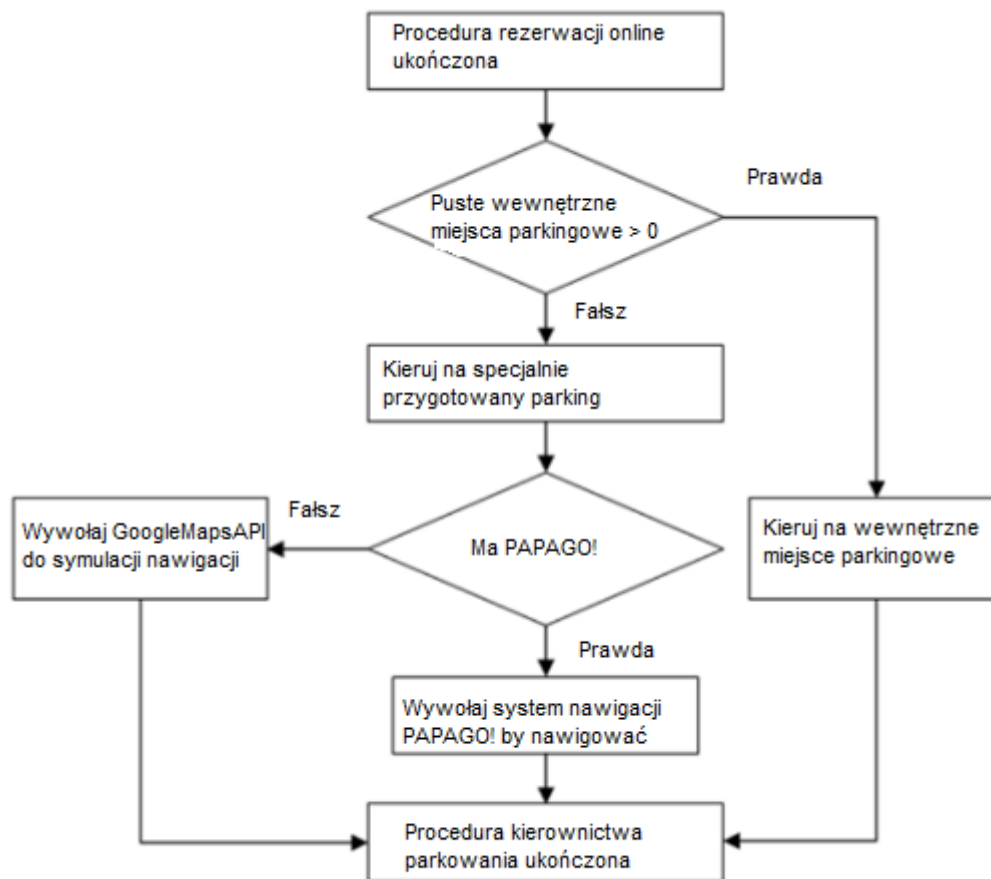 Procedura rezerwacji online
ukończona
Prawda
Puste wewnętrzne
miejsca parkingowe > 0
Fałsz
Kieruj na specjalnie
przygotowany parking
Fałsz
Wywołaj GoogleMapsAPI
do symulacji nawigacji
Ma PAPAGO!
Kieruj na wewnętrzne
miejsce parkingowe
Prawda
Wywołaj system nawigacji
PAPAGO! by nawigować
Procedura kierownictwa
parkowania ukończona